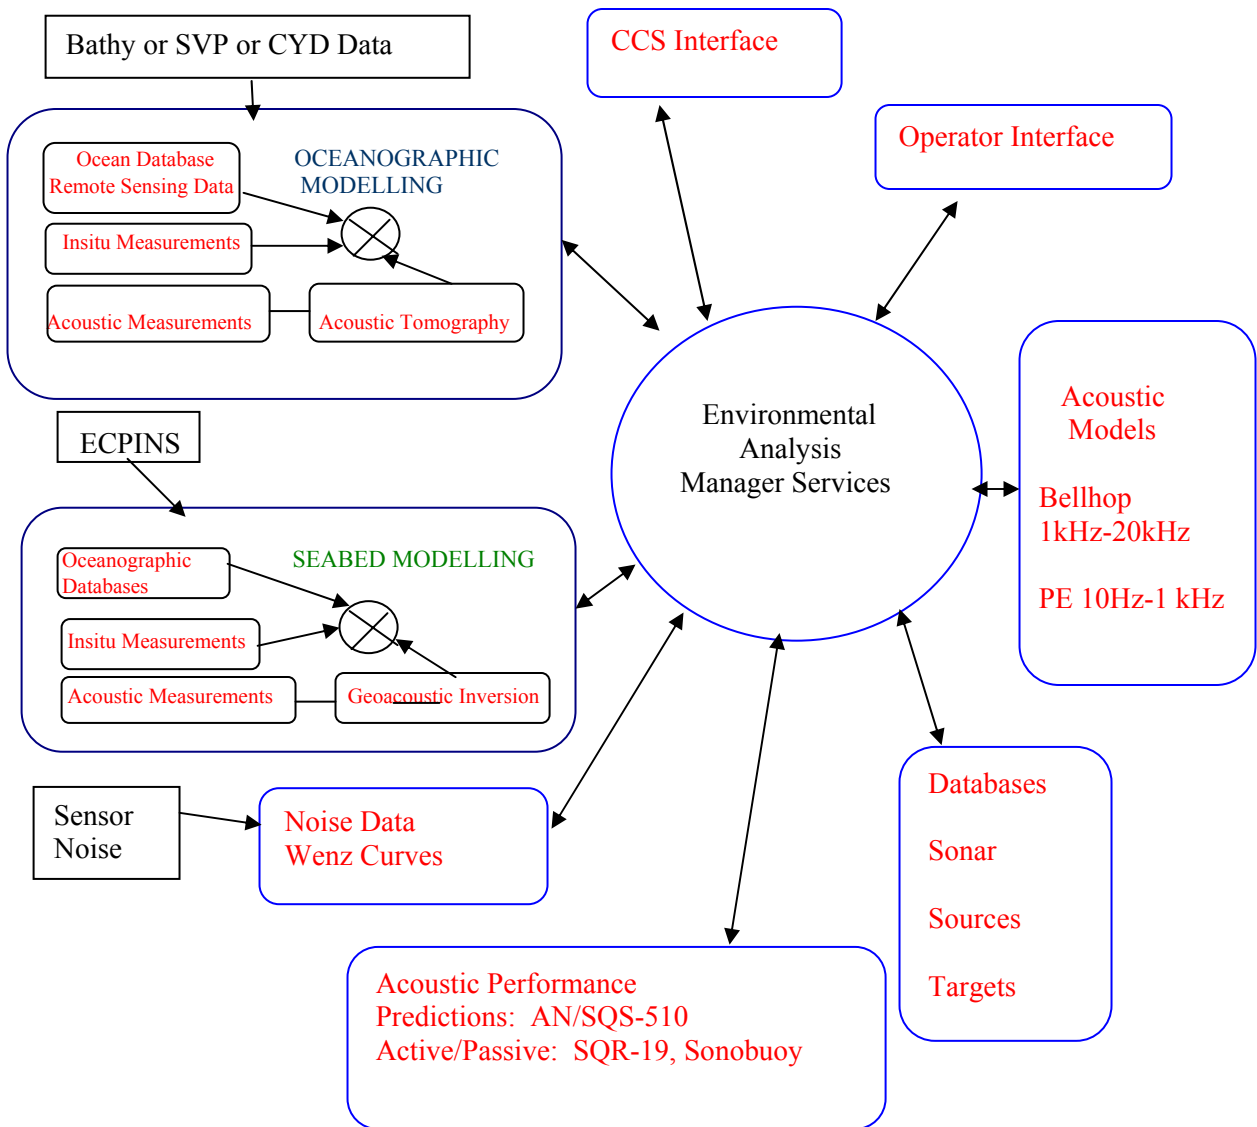 Bathy or SVP or CYD Data
CCS Interface
Operator Interface
OCEANOGRAPHIC
MODELLING
Ocean Database
Remote Sensing Data
Insitu Measurements
Acoustic Measurements
Acoustic Tomography
Environmental
Analysis
Manager Services
Acoustic
Models
Bellhop
1kHz-20kHz
PE 10Hz-1 kHz
ECPINS
SEABED MODELLING
Oceanographic
Databases
Insitu Measurements
Acoustic Measurements
Geoacoustic Inversion
Sensor
Noise
Noise Data
Wenz Curves
Databases
Sonar
Sources
Targets
Acoustic Performance
Predictions: AN/SQS-510
Active/Passive: SQR-19, Sonobuoy